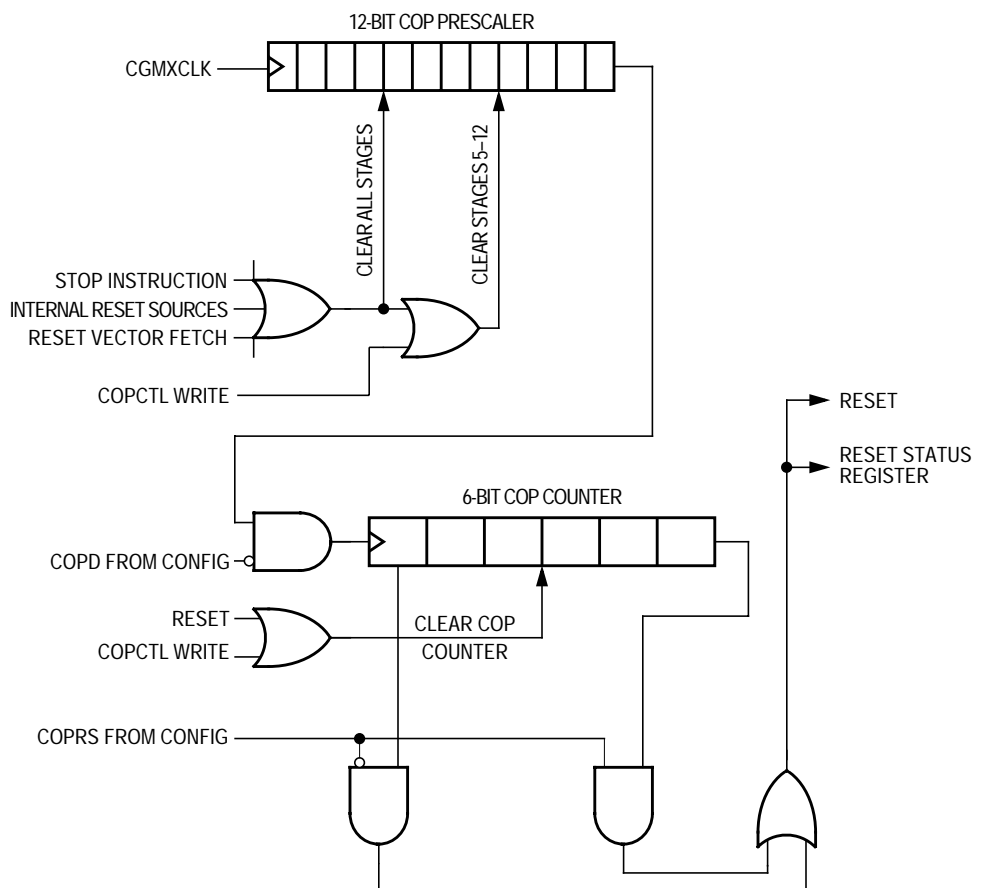 12-BIT COP PRESCALER
CGMXCLK
CLEAR ALL STAGES
CLEAR STAGES 5–12
STOP INSTRUCTION
INTERNAL RESET SOURCES
RESET VECTOR FETCH
COPCTL WRITE
RESET
RESET STATUS
REGISTER
6-BIT COP COUNTER
COPD FROM CONFIG
RESET
COPCTL WRITE
CLEAR COP
COUNTER
COPRS FROM CONFIG